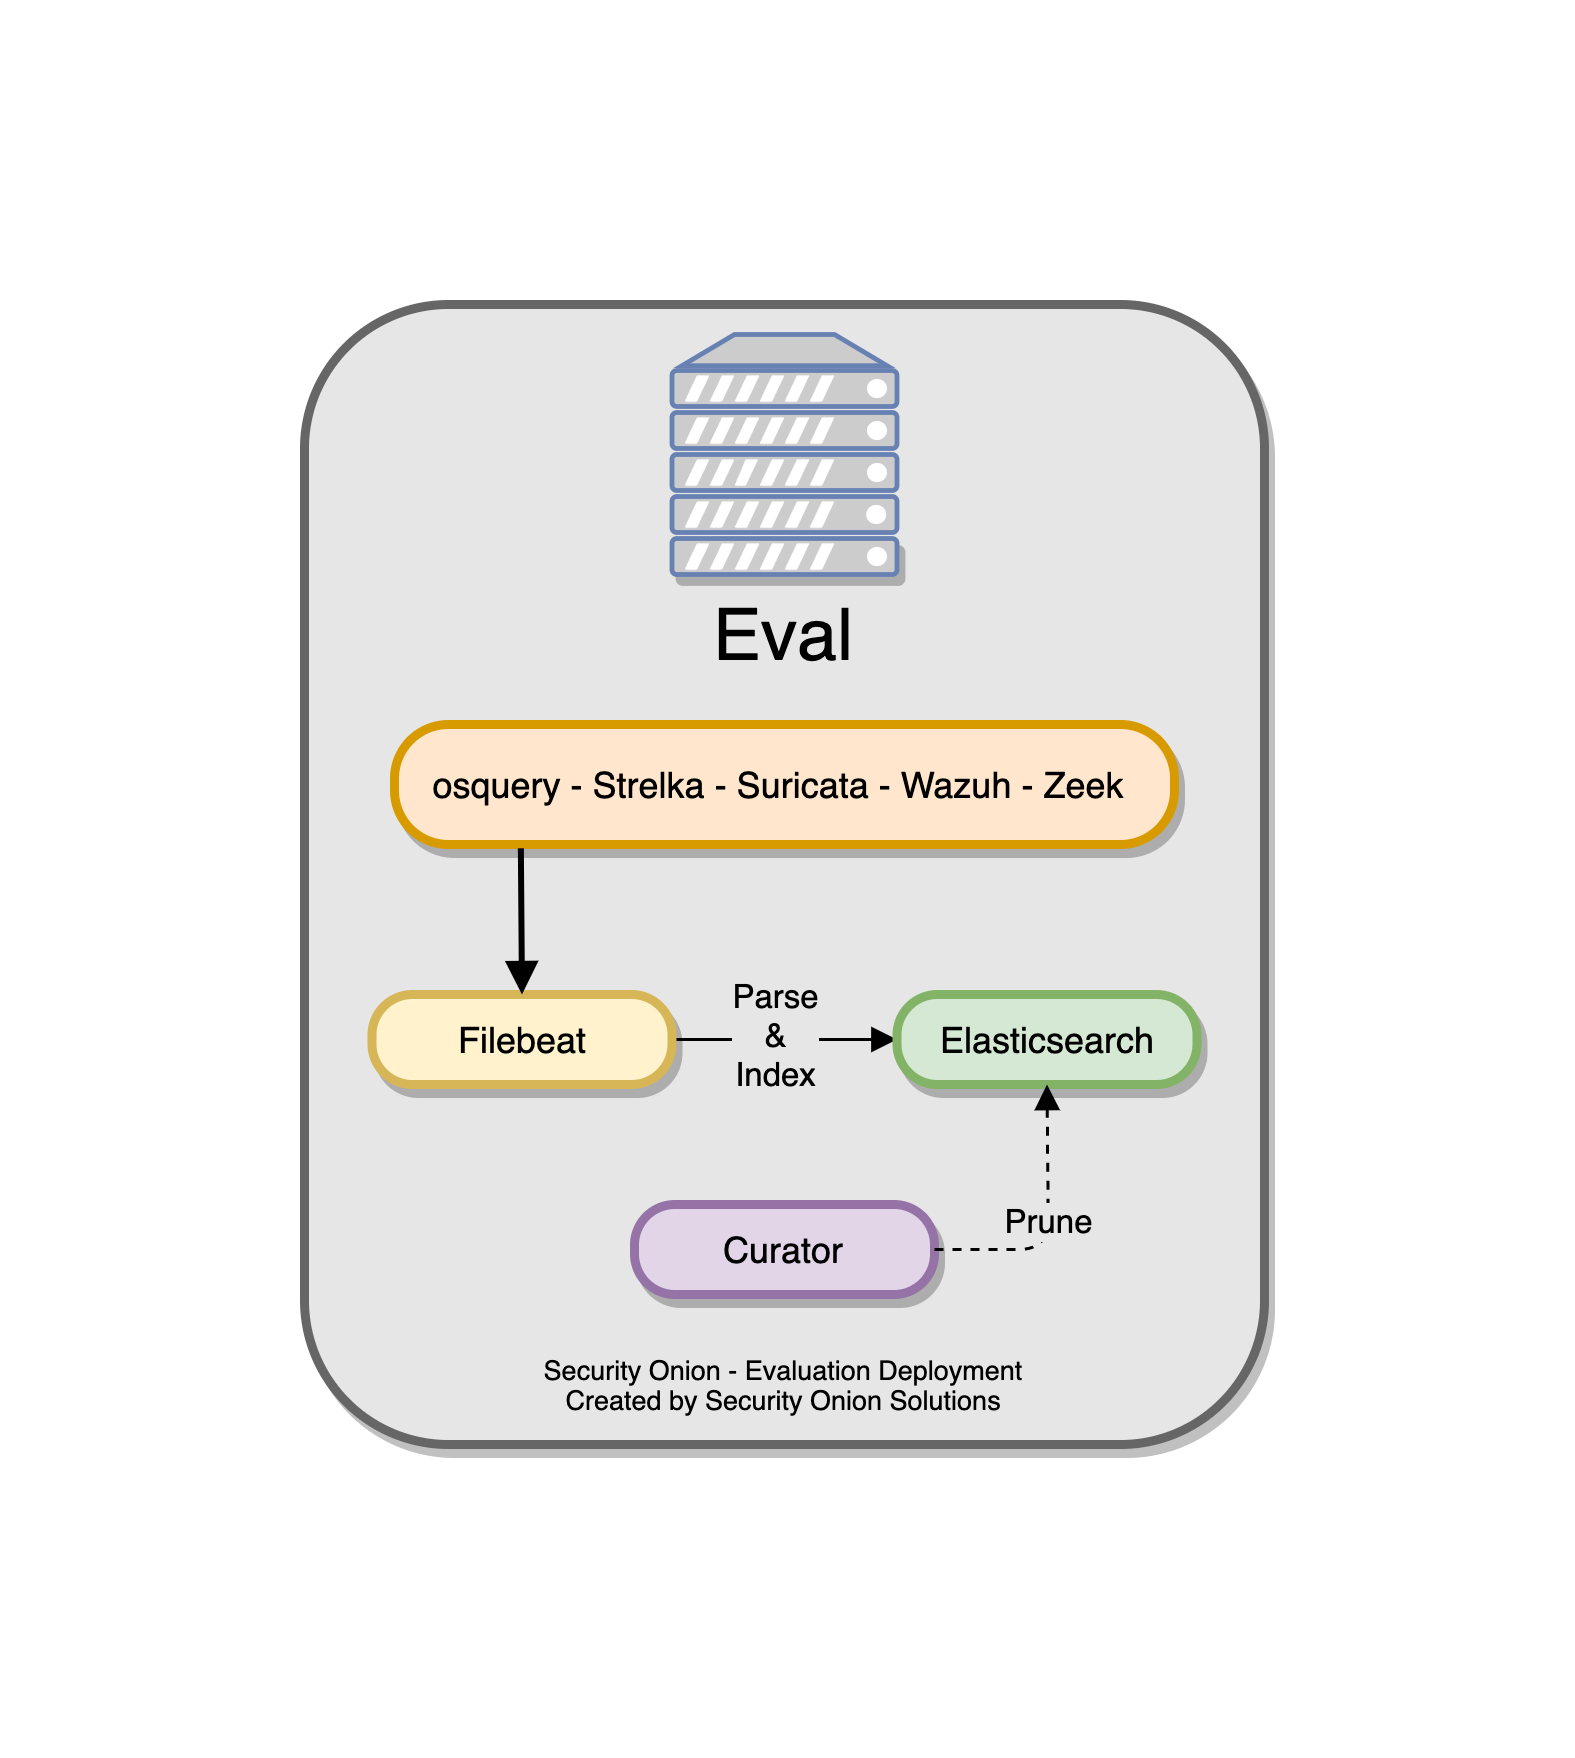 Eval
osquery - Strelka - Suricata - Wazuh - Zeek
Filebeat
Parse
&
Index
Elasticsearch
Curator
Prune
Security Onion - Evaluation Deployment
Created by Security Onion Solutions